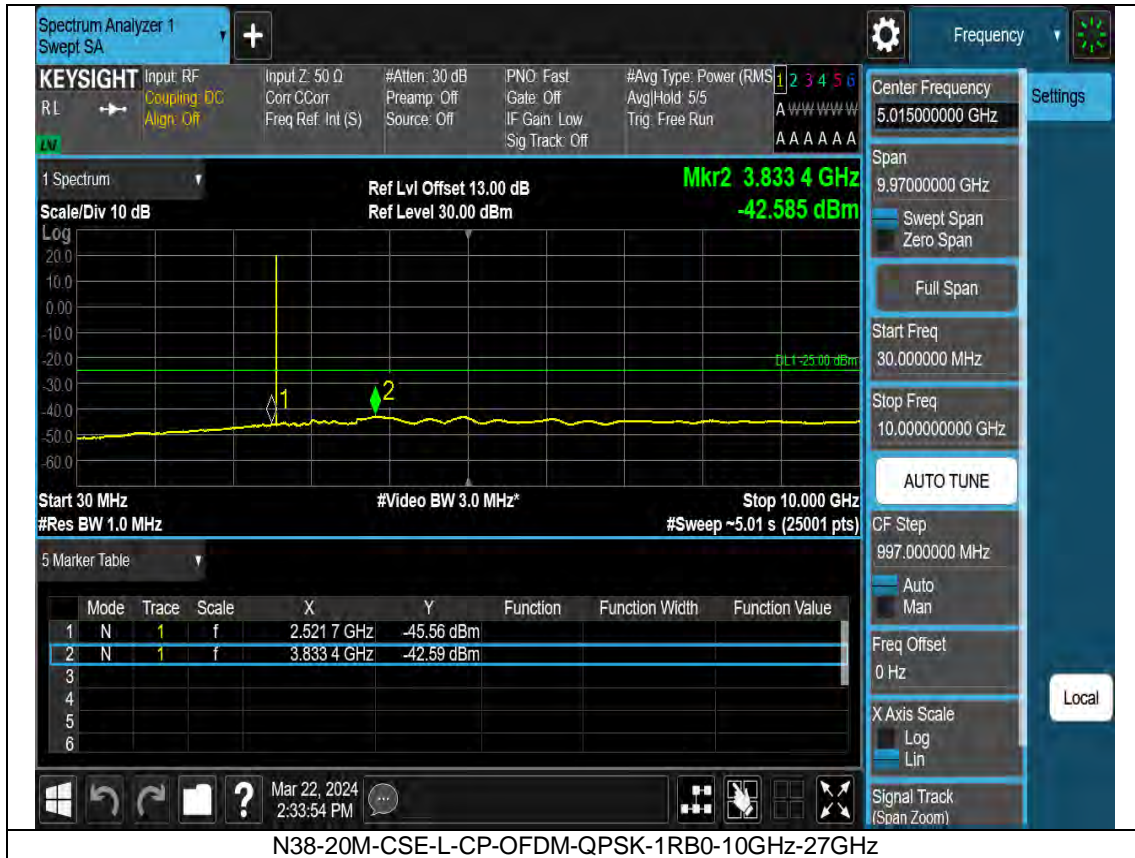 Spectrum Analyzer 1
Swept SA
+
Frequency
KEYSIGHT
RL
LXI
Input: RF
Coupling: DC
Align: Off
Input Z: 50 Ω
Corr CCorr
Freq Ref: Int (S)
#Atten: 30 dB
Preamp: Off
Source: Off
PNO: Fast
Gate: Off
IF Gain: Low
Sig Track: Off
#Avg Type: Power (RMS
Avg|Hold: 5/5
Trig: Free Run
1 2 3 4 5 6
A W W W W W
A A A A A A
1 Spectrum
Scale/Div 10 dB
Ref Lvl Offset 13.00 dB
Ref Level 30.00 dBm
Mkr2 3.833 4 GHz
-42.585 dBm
Log
20.0
10.0
0.00
-10.0
-20.0
-30.0
-40.0
-50.0
-60.0
DL1 -25.00 dBm
1
2
Start 30 MHz
#Video BW 3.0 MHz*
Stop 10.000 GHz
#Res BW 1.0 MHz
#Sweep ~5.01 s (25001 pts)
5 Marker Table
Mode Trace Scale X Y Function Function Width Function Value
1 N 1 f 2.521 7 GHz -45.56 dBm
2 N 1 f 3.833 4 GHz -42.59 dBm
3
4
5
6
Mar 22, 2024
2:33:54 PM
?
Center Frequency
5.015000000 GHz
Settings
Span
9.97000000 GHz
Swept Span
Zero Span
Full Span
Start Freq
30.000000 MHz
Stop Freq
10.000000000 GHz
AUTO TUNE
CF Step
997.000000 MHz
Auto
Man
Freq Offset
0 Hz
X Axis Scale
Log
Lin
Signal Track
(Span Zoom)
Local
N38-20M-CSE-L-CP-OFDM-QPSK-1RB0-10GHz-27GHz